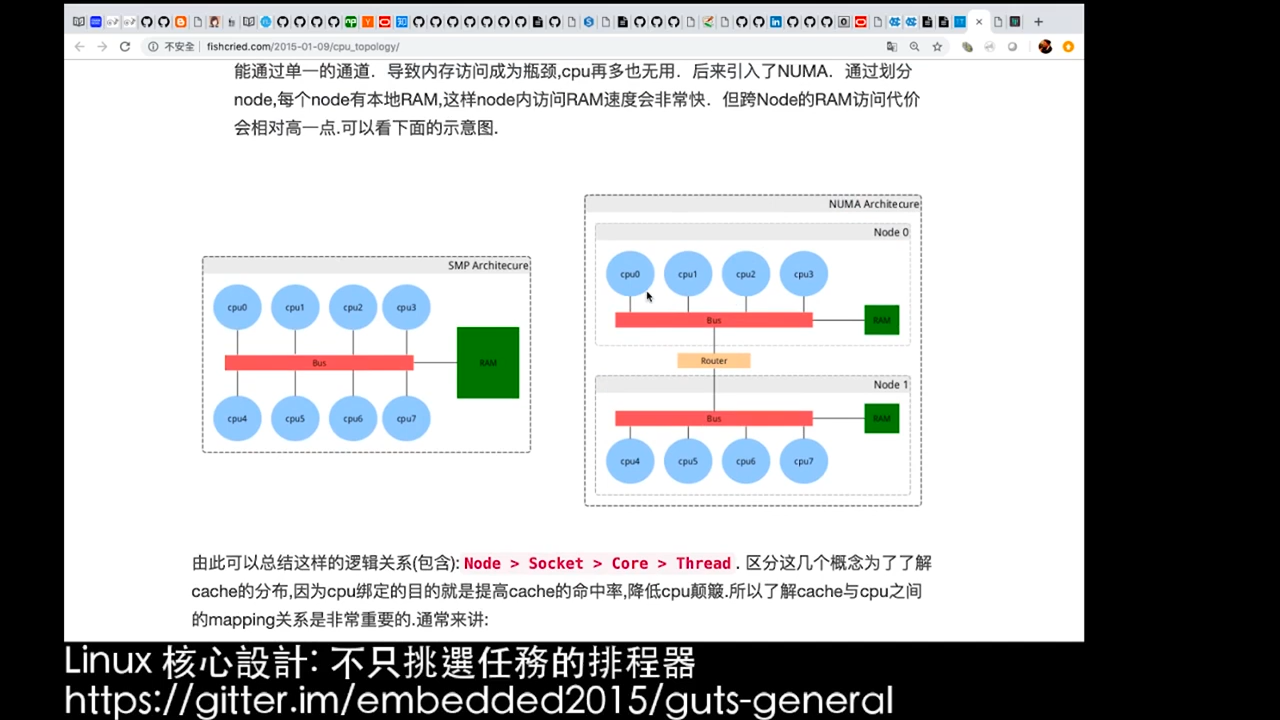 不安全 fishcried.com/2015-01-09/cpu_topology/
能通过单一的通道．导致内存访问成为瓶颈,cpu再多也无用．后来引入了NUMA．通过划分
node,每个node有本地RAM,这样node内访问RAM速度会非常快．但跨Node的RAM访问代价
会相对高一点.可以看下面的示意图.
SMP Architecure
cpu0 cpu1 cpu2 cpu3
Bus
RAM
cpu4 cpu5 cpu6 cpu7
NUMA Architecure
Node 0
cpu0 cpu1 cpu2 cpu3
Bus
RAM
Router
Node 1
Bus
RAM
cpu4 cpu5 cpu6 cpu7
由此可以总结这样的逻辑关系(包含): Node > Socket > Core > Thread . 区分这几个概念为了了解
cache的分布,因为cpu绑定的目的就是提高cache的命中率,降低cpu颠簸.所以了解cache与cpu之间
的mapping关系是非常重要的.通常来讲:
Linux 核心設計: 不只挑選任務的排程器
https://gitter.im/embedded2015/guts-general